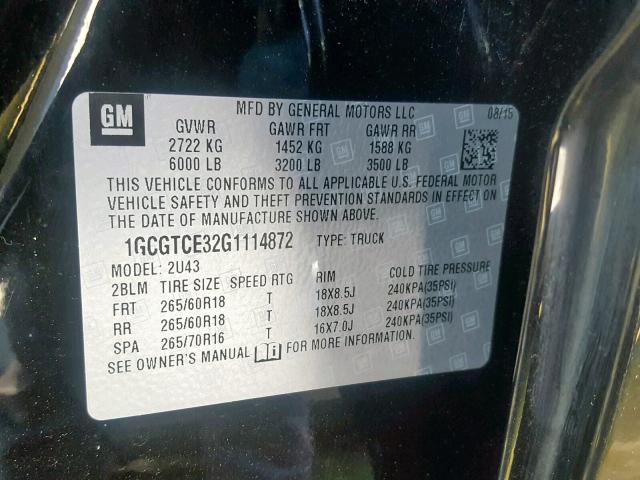 GM
MFD BY GENERAL MOTORS LLC 08/15
GVWR GAWR FRT GAWR RR
2722 KG 1452 KG 1588 KG
6000 LB 3200 LB 3500 LB
THIS VEHICLE CONFORMS TO ALL APPLICABLE U.S. FEDERAL MOTOR
VEHICLE SAFETY AND THEFT PREVENTION STANDARDS IN EFFECT ON
THE DATE OF MANUFACTURE SHOWN ABOVE.
1GCGTCE32G1114872 TYPE: TRUCK
MODEL: 2U43
2BLM TIRE SIZE SPEED RTG RIM COLD TIRE PRESSURE
FRT 265/60R18 T 18X8.5J 240KPA(35PSI)
RR 265/60R18 T 18X8.5J 240KPA(35PSI)
SPA 265/70R16 T 16X7.0J 240KPA(35PSI)
SEE OWNER'S MANUAL FOR MORE INFORMATION.